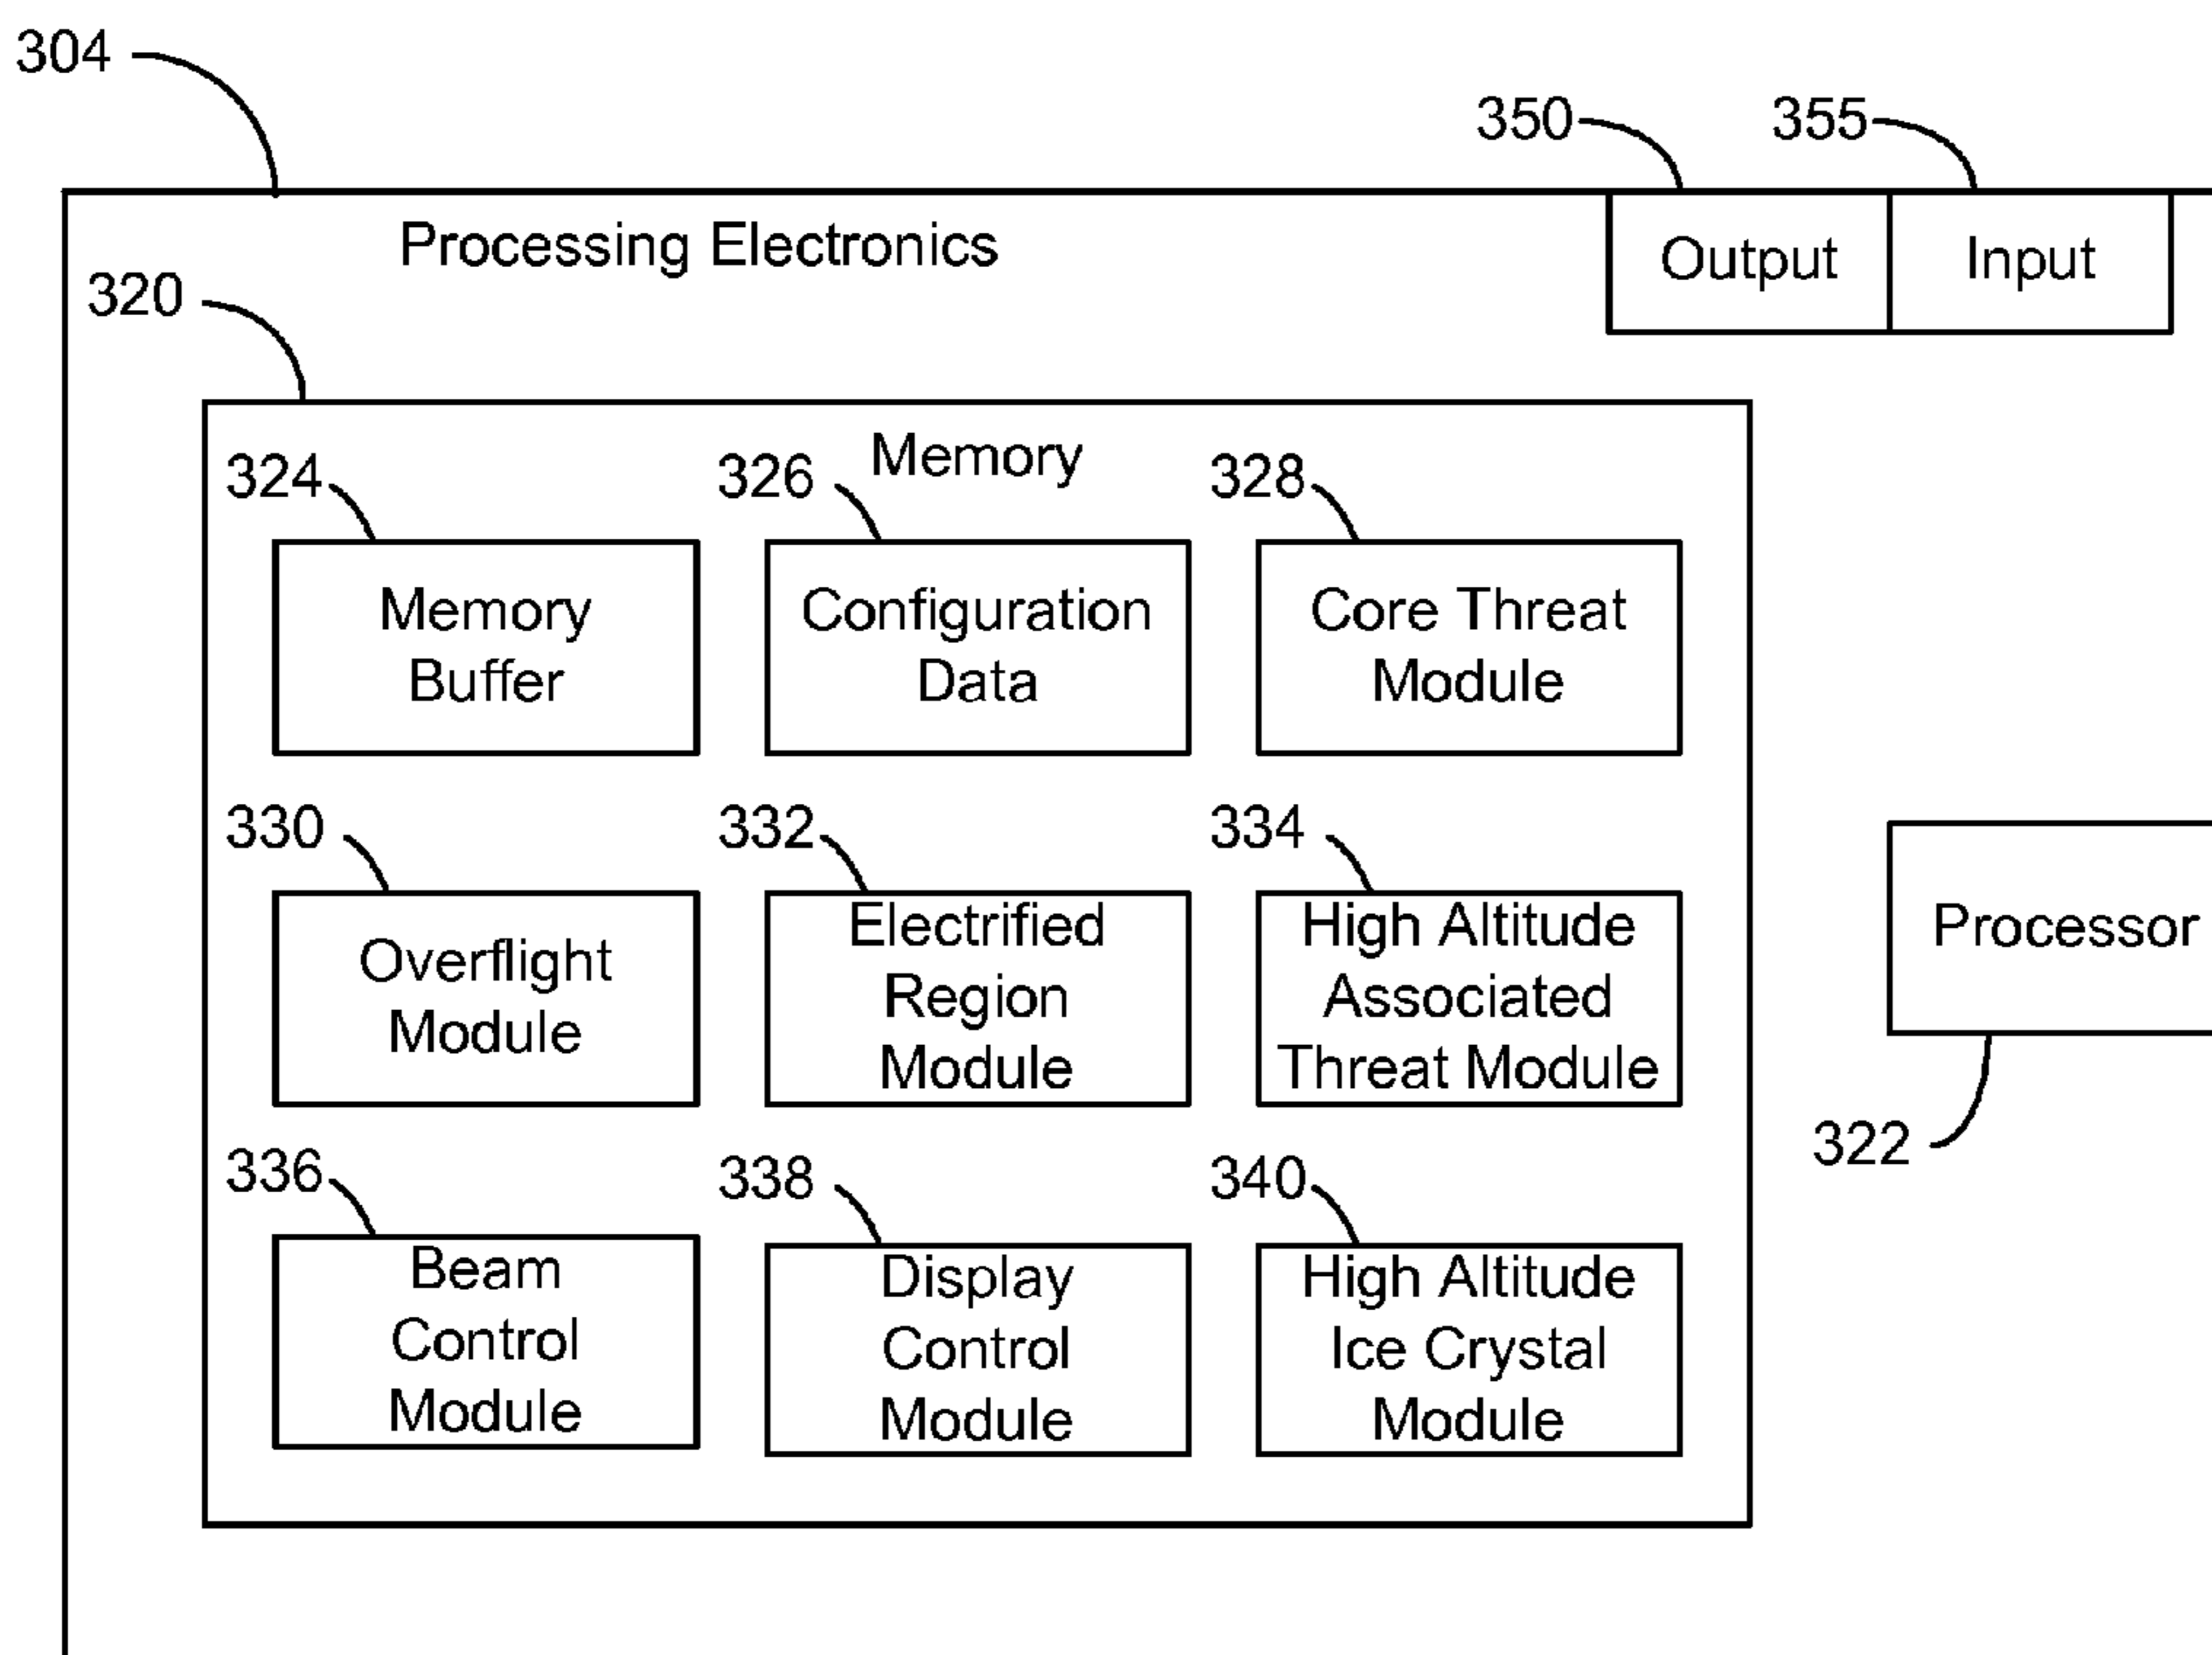 304
350
355
Processing Electronics
Output
Input
320
Memory
324
326
328
Memory
Buffer
Configuration
Data
Core Threat
Module
330
332
334
Overflight
Module
Electrified
Region
Module
High Altitude
Associated
Threat Module
Processor
322
336
338
340
Beam
Control
Module
Display
Control
Module
High Altitude
Ice Crystal
Module